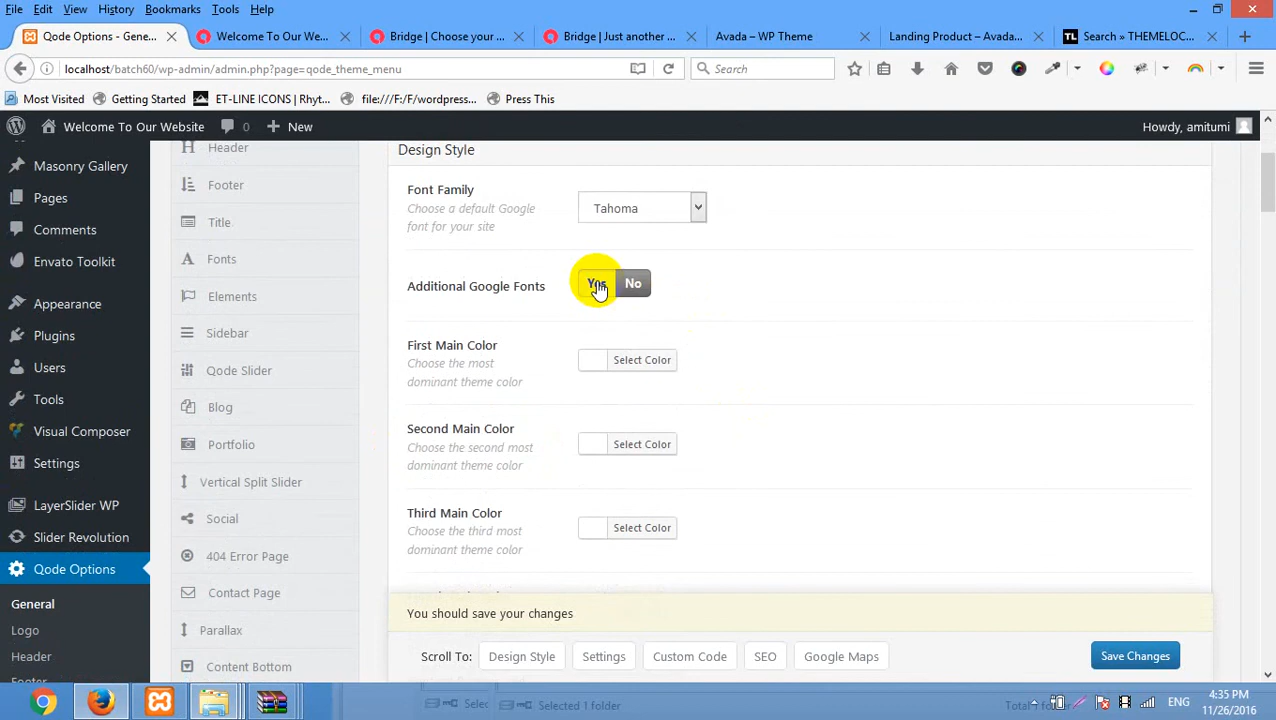 File Edit View History Bookmarks Tools Help
Qode Options - Gene... Welcome To Our We... Bridge | Choose your ... Bridge | Just another ... Avada – WP Theme Landing Product – Avada... TL Search » THEMELOC...
localhost/batch60/wp-admin/admin.php?page=qode_theme_menu Search
Most Visited Getting Started ET-LINE ICONS | Rhyt... file:///F:/F/wordpress... Press This
Welcome To Our Website 0 New Howdy, amitumi
Masonry Gallery
Pages
Comments
Envato Toolkit
Appearance
Plugins
Users
Tools
Visual Composer
Settings
LayerSlider WP
Slider Revolution
Qode Options
General
Logo
Header
Footer
Header
Footer
Title
Fonts
Elements
Sidebar
Qode Slider
Blog
Portfolio
Vertical Split Slider
Social
404 Error Page
Contact Page
Parallax
Content Bottom
Design Style
Font Family
Choose a default Google
font for your site
Tahoma
Additional Google Fonts Yes No
First Main Color
Choose the most
dominant theme color
Select Color
Second Main Color
Choose the second most
dominant theme color
Select Color
Third Main Color
Choose the third most
dominant theme color
Select Color
You should save your changes
Scroll To: Design Style Settings Custom Code SEO Google Maps Save Changes
Selected 1 folder
ENG
4:35 PM
11/26/2016